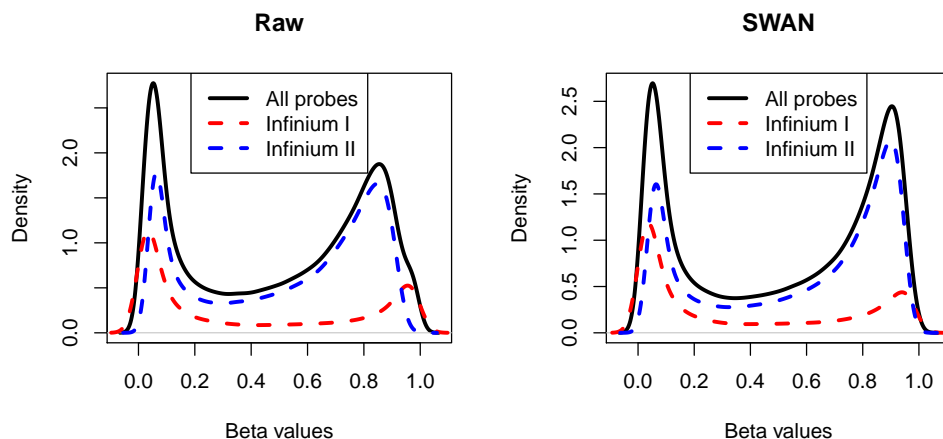 Raw
All probes
Infinium I
Infinium II
Density
0.0
1.0
2.0
0.0 0.2 0.4 0.6 0.8 1.0
Beta values
SWAN
All probes
Infinium I
Infinium II
Density
0.0
0.5
1.0
1.5
2.0
2.5
0.0 0.2 0.4 0.6 0.8 1.0
Beta values